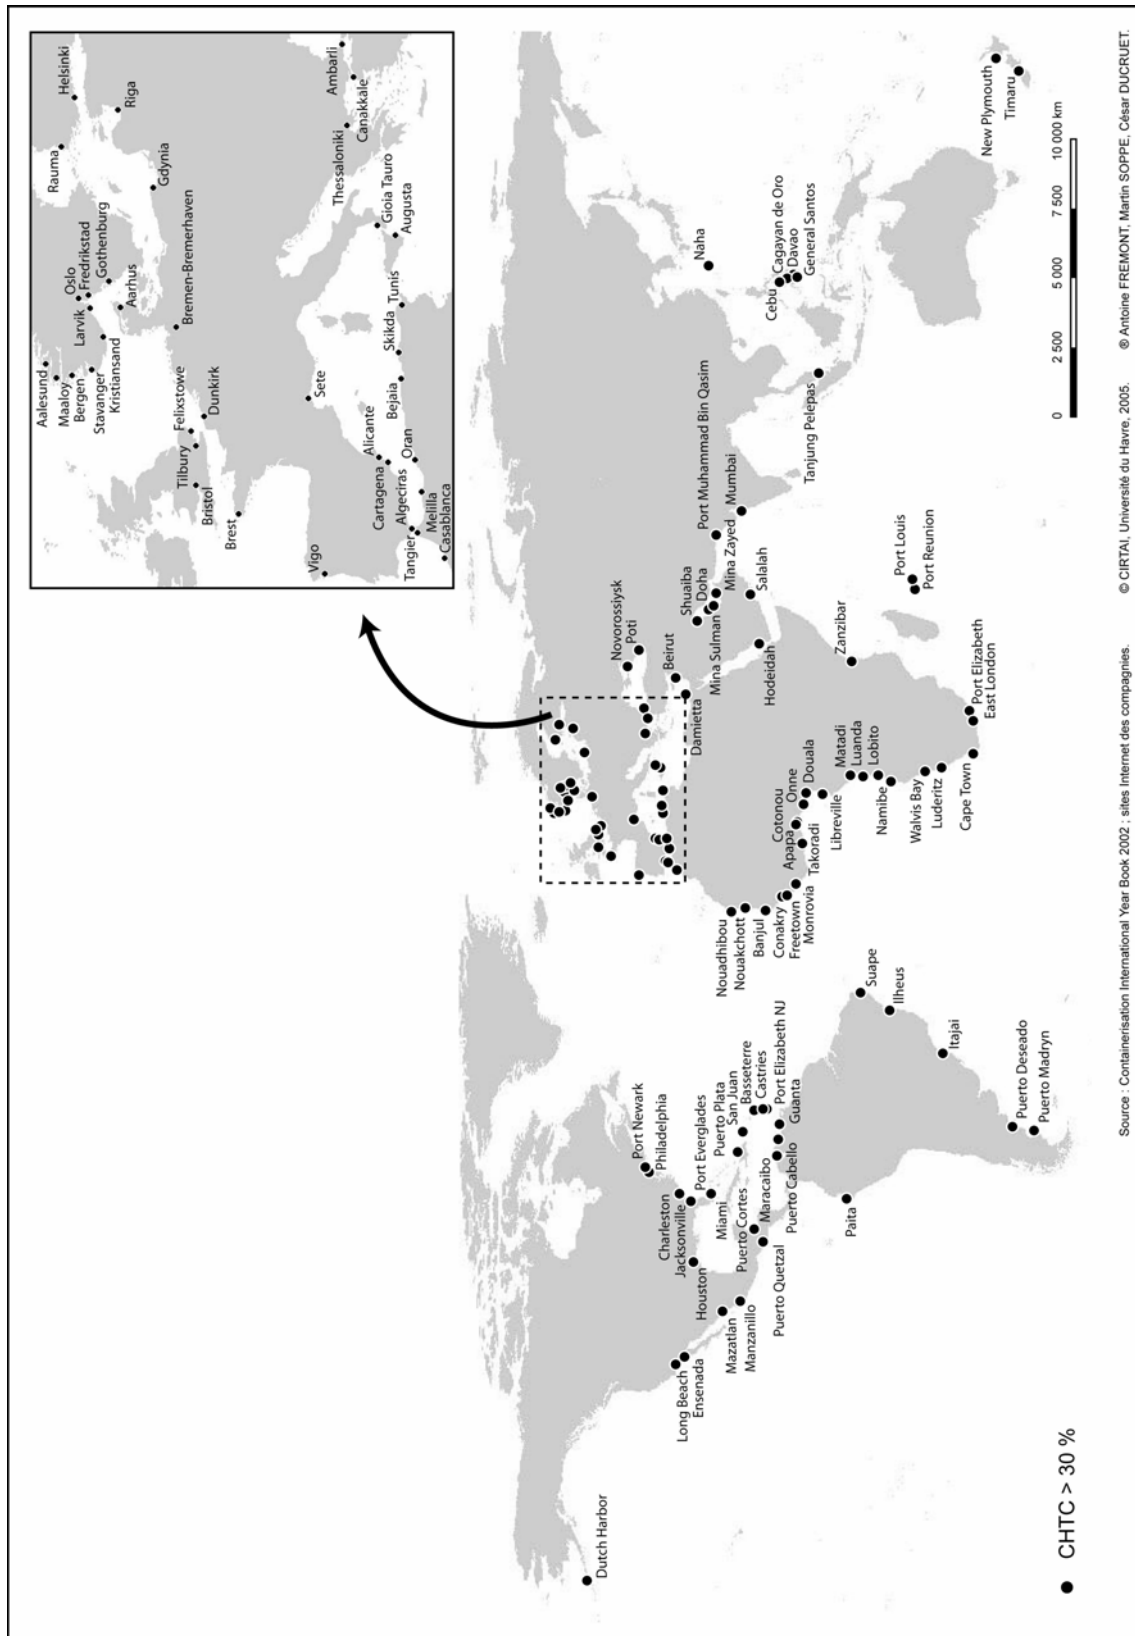 Aalesund
Maaloy
Bergen
Stavanger
Kristiansand
Larvik
Oslo
Fredrikstad
Gothenburg
Aarhus
Rauma
Helsinki
Riga
Gdynia
Bremen-Bremerhaven
Felixstowe
Tilbury
Bristol
Dunkirk
Brest
Vigo
Sete
Alicante
Cartagena
Algeciras
Tangier
Casablanca
Melilla
Oran
Bejaia
Skikda
Tunis
Gioia Tauro
Augusta
Thessaloniki
Ambarli
Canakkale
Dutch Harbor
Long Beach
Ensenada
Mazatlan
Manzanillo
Houston
Charleston
Jacksonville
Port Newark
Philadelphia
Port Everglades
Miami
Puerto Cortes
Puerto Quetzal
Puerto Plata
San Juan
Basseterre
Castries
Port Elizabeth NJ
Guanta
Maracaibo
Puerto Cabello
Paita
Suape
Ilheus
Itajai
Puerto Deseado
Puerto Madryn
Nouadhibou
Nouakchott
Banjul
Conakry
Freetown
Monrovia
Takoradi
Apapa
Cotonou
Onne
Douala
Libreville
Matadi
Luanda
Lobito
Namibe
Walvis Bay
Luderitz
Cape Town
Port Elizabeth
East London
Zanzibar
Port Louis
Port Reunion
Novorossiysk
Poti
Beirut
Damietta
Shuaiba
Doha
Mina Sulman
Mina Zayed
Salalah
Hodeidah
Port Muhammad Bin Qasim
Mumbai
Tanjung Pelepas
Naha
Cebu
Cagayan de Oro
Davao
General Santos
New Plymouth
Timaru
0 2 500 5 000 7 500 10 000 km
CHTC > 30 %
Source : Containerisation International Year Book 2002 ; sites Internet des compagnies. © CIRTAI, Université du Havre, 2005. ® Antoine FREMONT, Martin SOPPE, César DUCRUET.